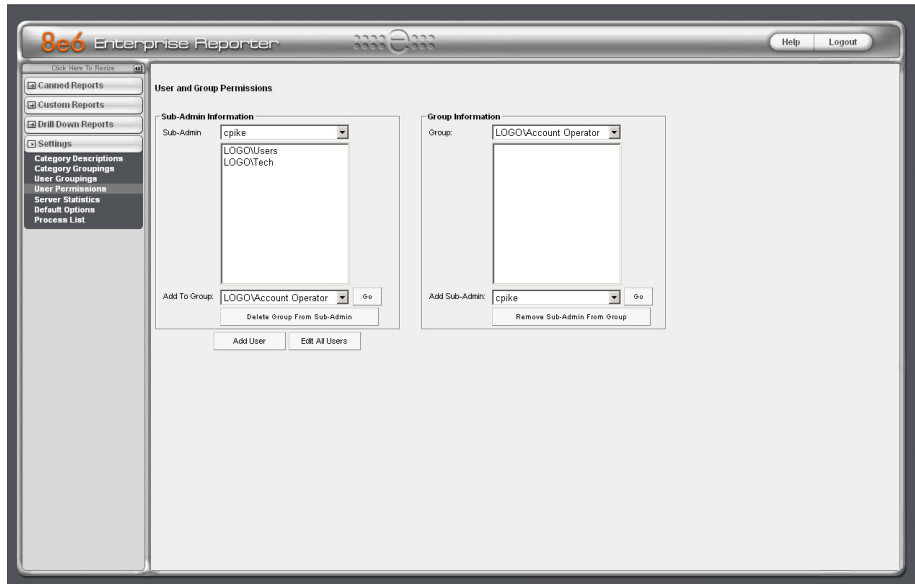 8e6 Enterprise Reporter
Help Logout
Click Here To Resize
Canned Reports
Custom Reports
Drill Down Reports
Settings
Category Descriptions
Category Groupings
User Groupings
User Permissions
Server Statistics
Default Options
Process List
User and Group Permissions
Sub-Admin Information
Sub-Admin cpike
LOGO\Users
LOGO\Tech
Add To Group: LOGO\Account Operator Go
Delete Group From Sub-Admin
Add User Edit All Users
Group Information
Group: LOGO\Account Operator
Add Sub-Admin: cpike Go
Remove Sub-Admin From Group